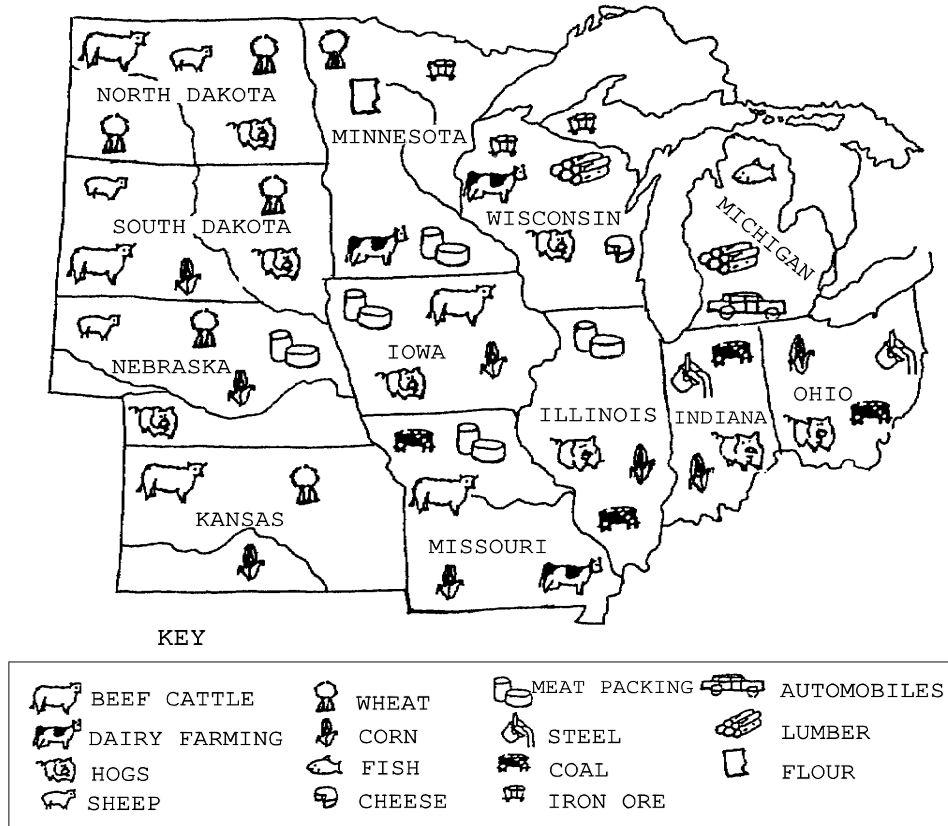 NORTH DAKOTA
MINNESOTA
SOUTH DAKOTA
WISCONSIN
MICHIGAN
NEBRASKA
IOWA
ILLINOIS
INDIANA
OHIO
KANSAS
MISSOURI
KEY
BEEF CATTLE
DAIRY FARMING
HOGS
SHEEP
WHEAT
CORN
FISH
CHEESE
MEAT PACKING
STEEL
COAL
IRON ORE
AUTOMOBILES
LUMBER
FLOUR